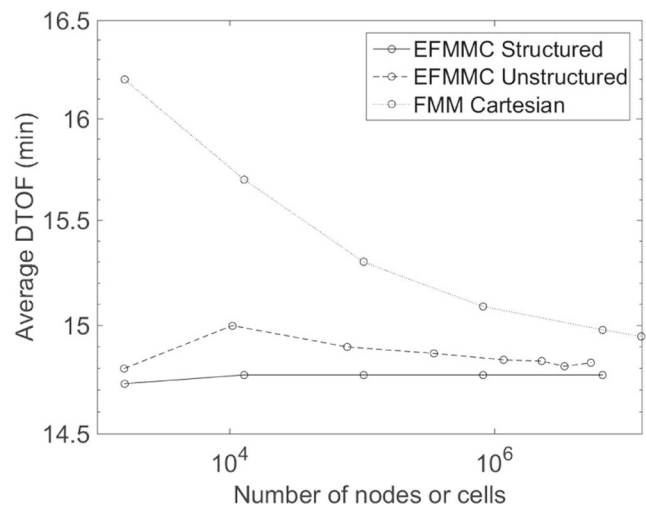 16.5
16
15.5
15
14.5
Average DTOF (min)
EFMMC Structured
EFMMC Unstructured
FMM Cartesian
10^4
10^6
Number of nodes or cells